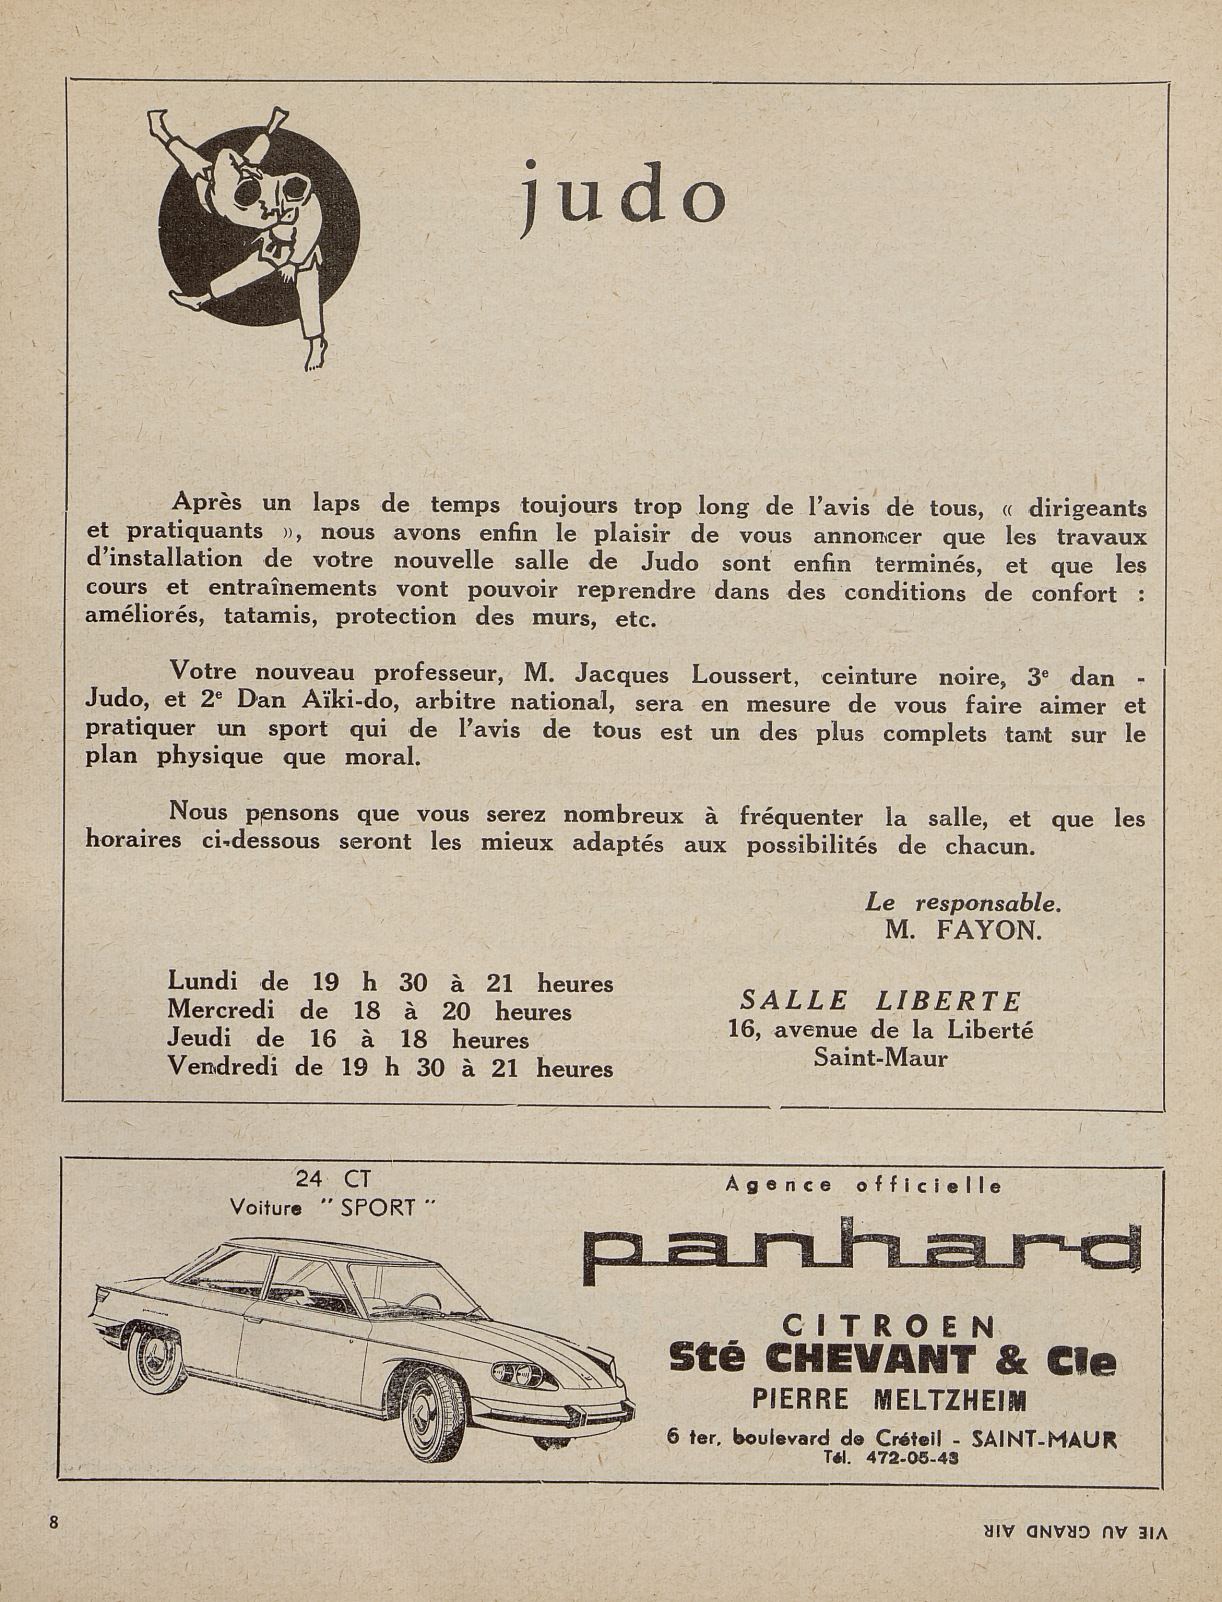 judo
Après un laps de temps toujours trop long de l'avis de tous, « dirigeants
et pratiquants », nous avons enfin le plaisir de vous annoncer que les travaux
d'installation de votre nouvelle salle de Judo sont enfin terminés, et que les
cours et entraînements vont pouvoir reprendre dans des conditions de confort :
améliorés, tatamis, protection des murs, etc.
Votre nouveau professeur, M. Jacques Loussert, ceinture noire, 3e dan -
Judo, et 2e Dan Aïki-do, arbitre national, sera en mesure de vous faire aimer et
pratiquer un sport qui de l'avis de tous est un des plus complets tant sur le
plan physique que moral.
Nous pensons que vous serez nombreux à fréquenter la salle, et que les
horaires ci-dessous seront les mieux adaptés aux possibilités de chacun.
Le responsable.
M. FAYON.
Lundi de 19 h 30 à 21 heures
Mercredi de 18 à 20 heures
Jeudi de 16 à 18 heures
Vendredi de 19 h 30 à 21 heures
SALLE LIBERTE
16, avenue de la Liberté
Saint-Maur
24 CT
Voiture "SPORT"
Agence officielle
panhard
CITROEN
Sté CHEVANT & Cie
PIERRE MELTZHEIM
6 ter, boulevard de Créteil - SAINT-MAUR
Tél. 472-05-43
8
VIE AU GRAND AIR